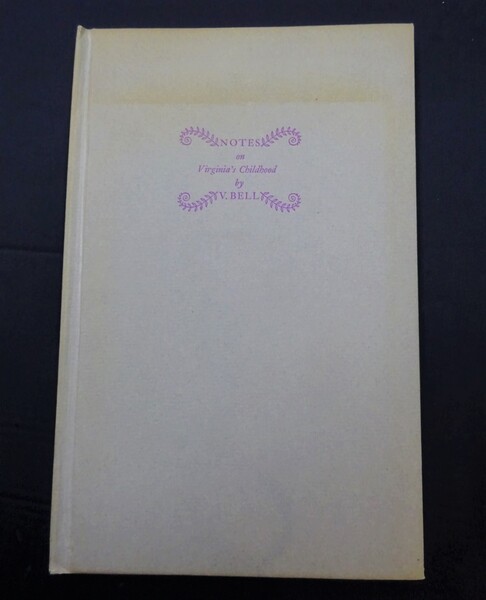 NOTES
on
Virginia's Childhood
by
V. BELL